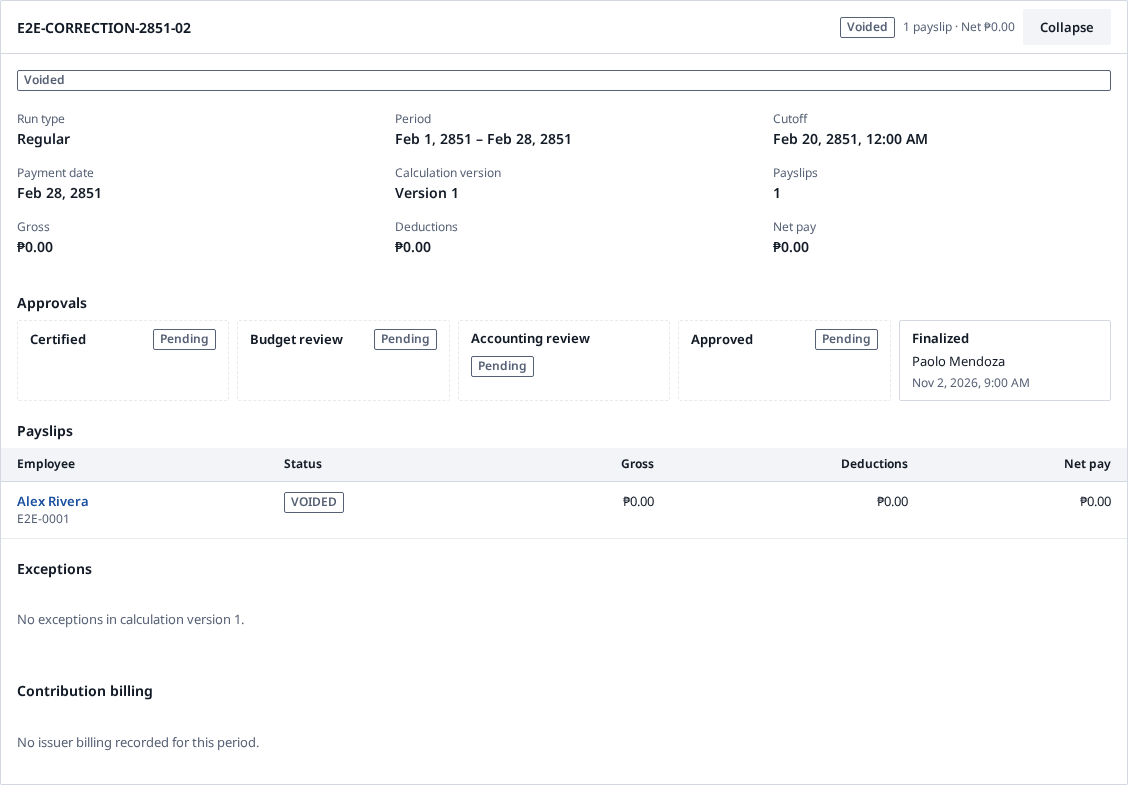 E2E-CORRECTION-2851-02
Voided 1 payslip · Net ₱0.00 Collapse
Voided
Run type Period Cutoff
Regular Feb 1, 2851 – Feb 28, 2851 Feb 20, 2851, 12:00 AM
Payment date Calculation version Payslips
Feb 28, 2851 Version 1 1
Gross Deductions Net pay
₱0.00 ₱0.00 ₱0.00
Approvals
Certified Pending
Budget review Pending
Accounting review
Pending
Approved Pending
Finalized
Paolo Mendoza
Nov 2, 2026, 9:00 AM
Payslips
Employee Status Gross Deductions Net pay
Alex Rivera VOIDED ₱0.00 ₱0.00 ₱0.00
E2E-0001
Exceptions
No exceptions in calculation version 1.
Contribution billing
No issuer billing recorded for this period.